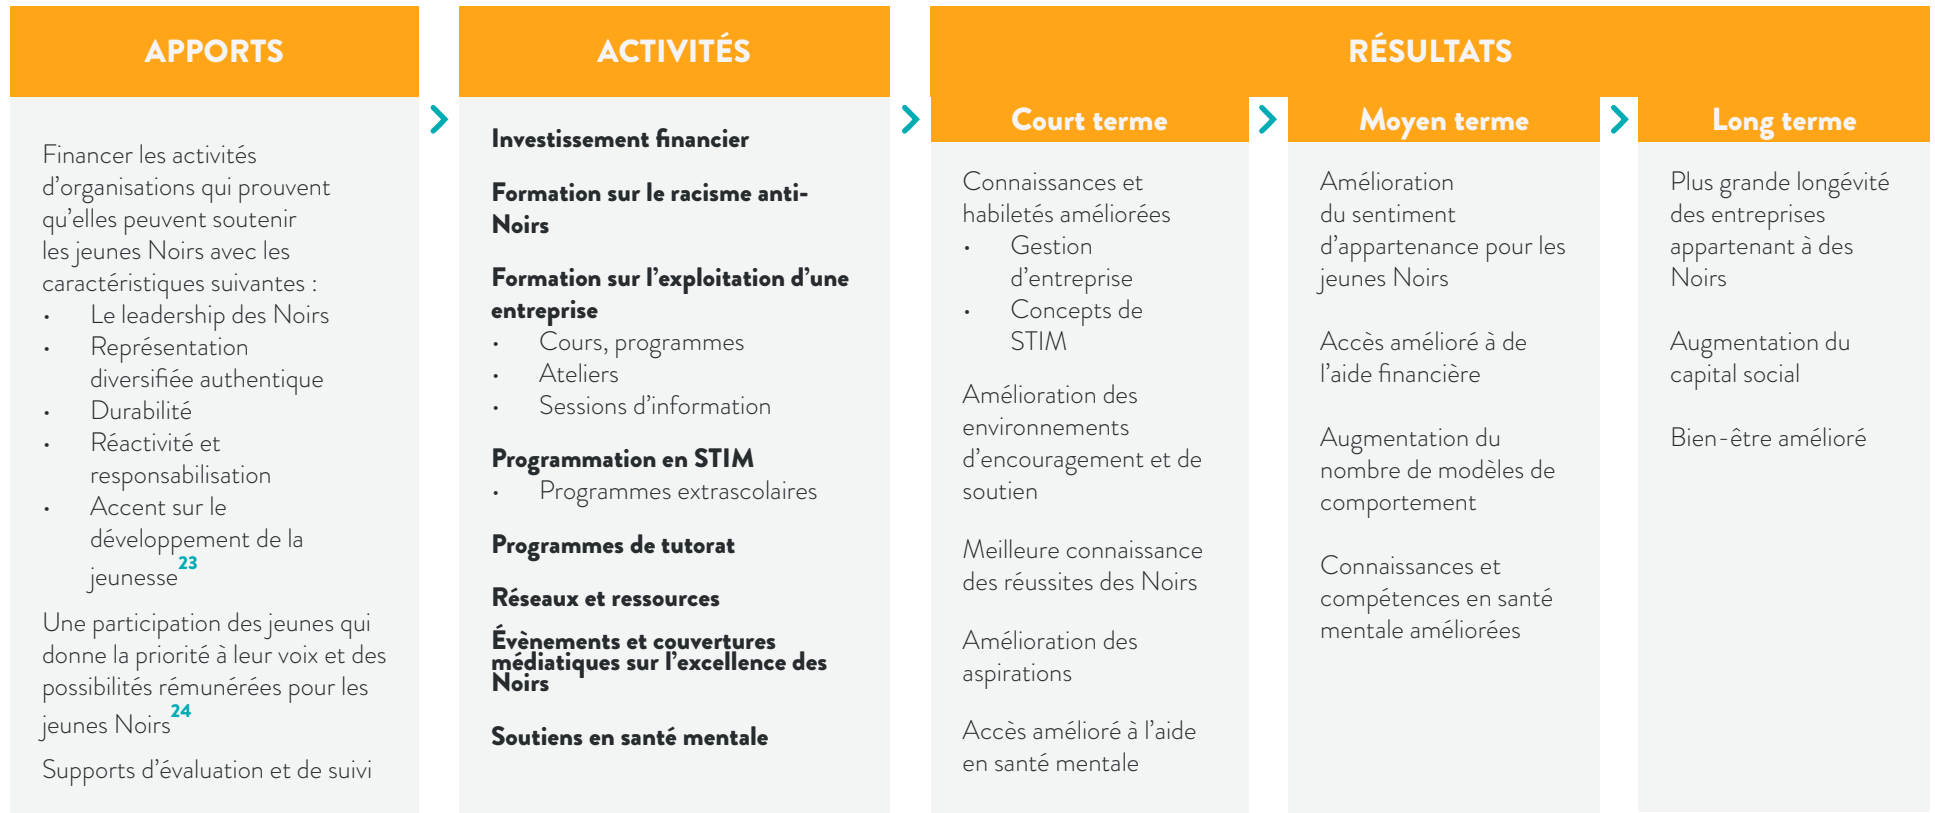 APPORTS
Financer les activités
d'organisations qui prouvent
qu'elles peuvent soutenir
les jeunes Noirs avec les
caractéristiques suivantes :
• Le leadership des Noirs
• Représentation
diversifiée authentique
• Durabilité
• Réactivité et
responsabilisation
• Accent sur le
développement de la
jeunesse23
Une participation des jeunes qui
donne la priorité à leur voix et des
possibilités rémunérées pour les
jeunes Noirs24
Supports d'évaluation et de suivi
ACTIVITÉS
Investissement financier
Formation sur le racisme anti-
Noirs
Formation sur l'exploitation d'une
entreprise
• Cours, programmes
• Ateliers
• Sessions d'information
Programmation en STIM
• Programmes extrascolaires
Programmes de tutorat
Réseaux et ressources
Évènements et couvertures
médiatiques sur l'excellence des
Noirs
Soutiens en santé mentale
RÉSULTATS
Court terme
Connaissances et
habiletés améliorées
• Gestion
d'entreprise
• Concepts de
STIM
Amélioration des
environnements
d'encouragement et de
soutien
Meilleure connaissance
des réussites des Noirs
Amélioration des
aspirations
Accès amélioré à l'aide
en santé mentale
Moyen terme
Amélioration
du sentiment
d'appartenance pour les
jeunes Noirs
Accès amélioré à de
l'aide financière
Augmentation du
nombre de modèles de
comportement
Connaissances et
compétences en santé
mentale améliorées
Long terme
Plus grande longévité
des entreprises
appartenant à des
Noirs
Augmentation du
capital social
Bien-être amélioré